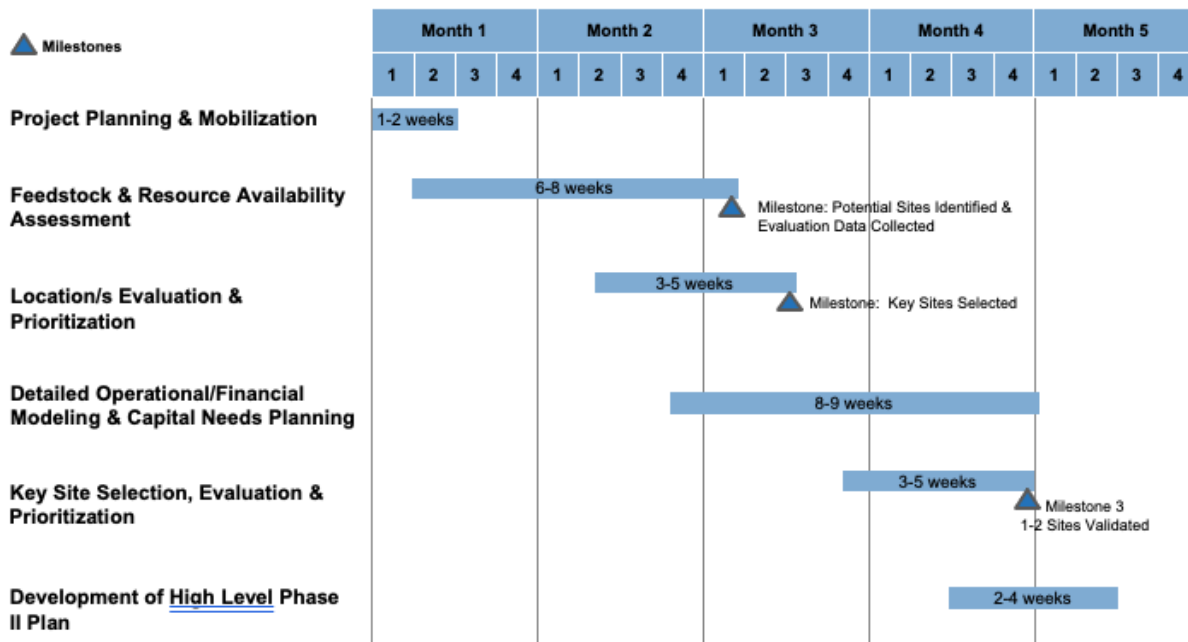 Milestones
Month 1 Month 2 Month 3 Month 4 Month 5
1 2 3 4 1 2 3 4 1 2 3 4 1 2 3 4 1 2 3 4
Project Planning & Mobilization
1-2 weeks
Feedstock & Resource Availability
Assessment
6-8 weeks
Milestone: Potential Sites Identified &
Evaluation Data Collected
Location/s Evaluation &
Prioritization
3-5 weeks
Milestone: Key Sites Selected
Detailed Operational/Financial
Modeling & Capital Needs Planning
8-9 weeks
Key Site Selection, Evaluation &
Prioritization
3-5 weeks
Milestone 3
1-2 Sites Validated
Development of High Level Phase
II Plan
2-4 weeks